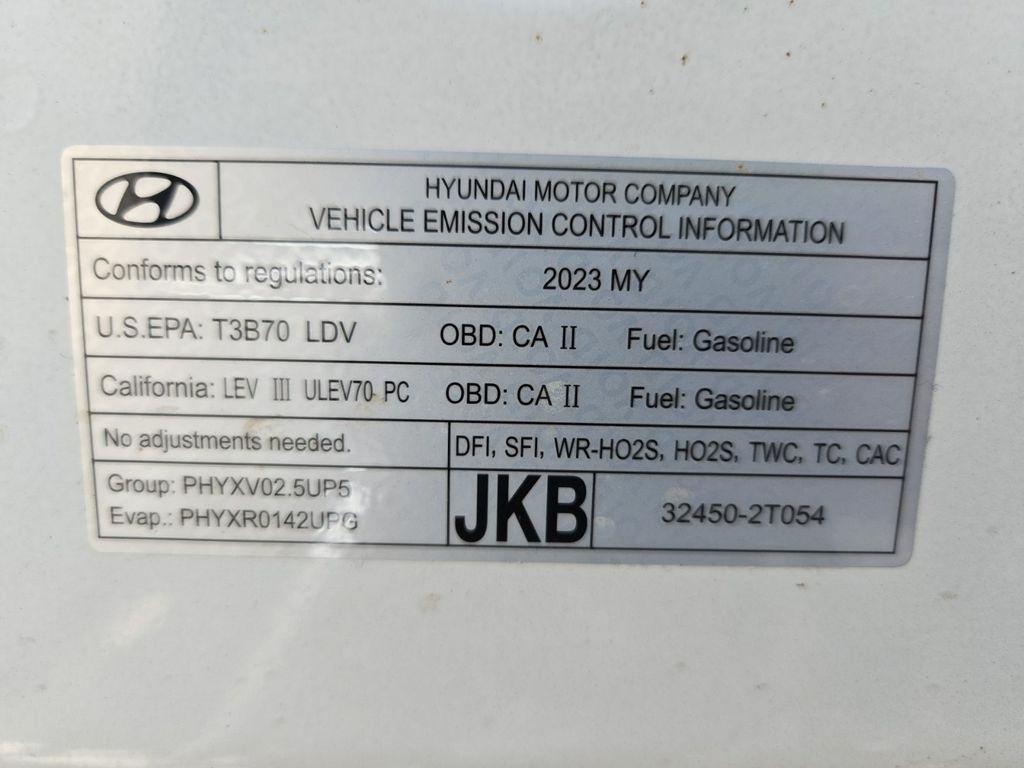 HYUNDAI MOTOR COMPANY
VEHICLE EMISSION CONTROL INFORMATION
Conforms to regulations: 2023 MY
U.S.EPA: T3B70 LDV OBD: CA II Fuel: Gasoline
California: LEV III ULEV70 PC OBD: CA II Fuel: Gasoline
No adjustments needed. DFI, SFI, WR-HO2S, HO2S, TWC, TC, CAC
Group: PHYXV02.5UP5
Evap.: PHYXR0142UPG
JKB 32450-2T054